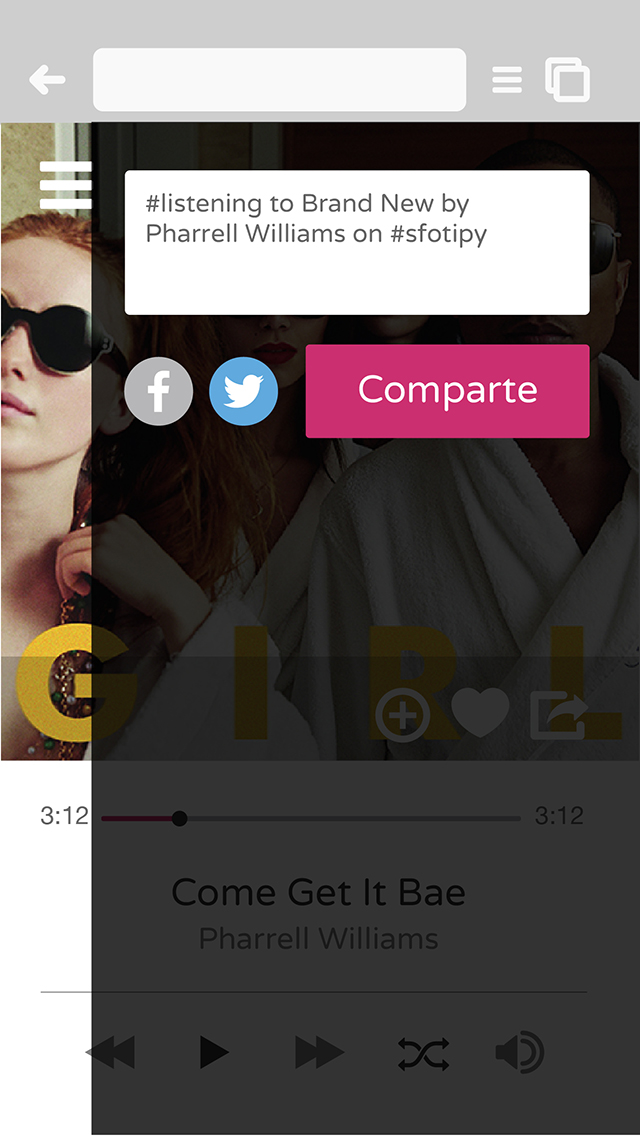 #listening to Brand New by
Pharrell Williams on #sfotipy
Comparte
G I R L
3:12 3:12
Come Get It Bae
Pharrell Williams